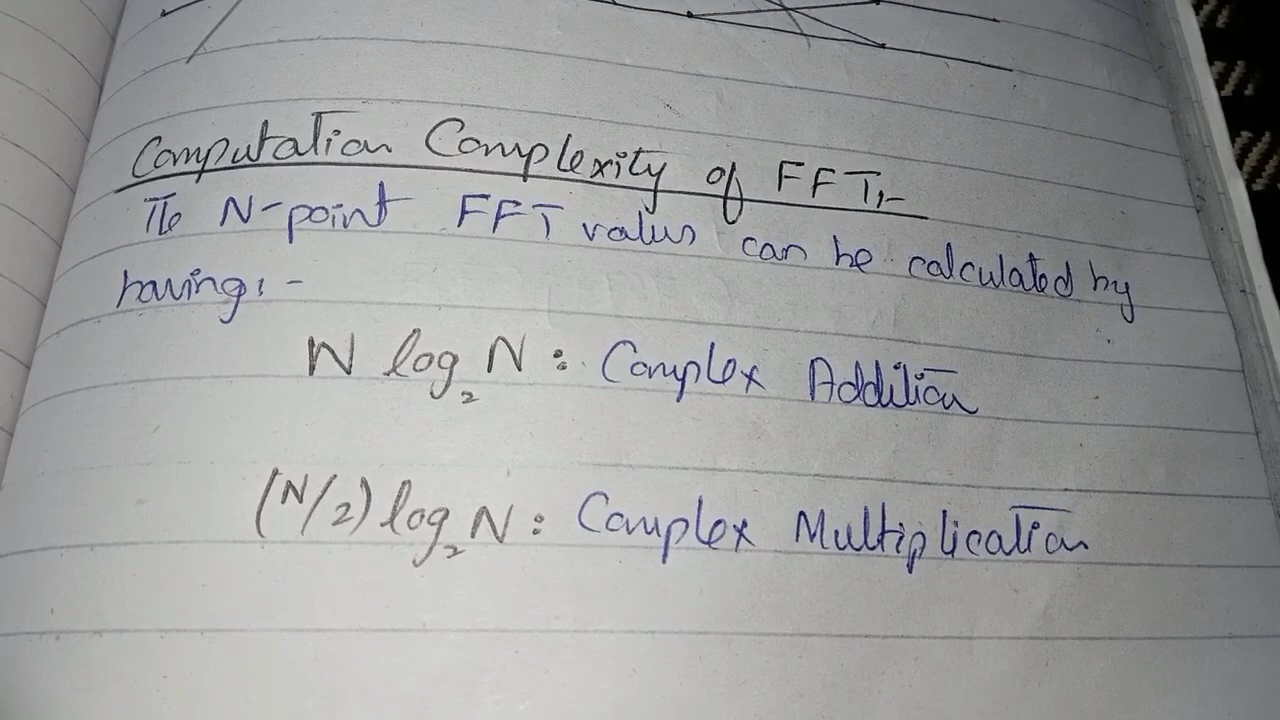 Computation Complexity of FFT:-
The N-point FFT values can be calculated by
having:-
N log₂ N : Complex Addition
(N/2) log₂ N : Complex Multiplication